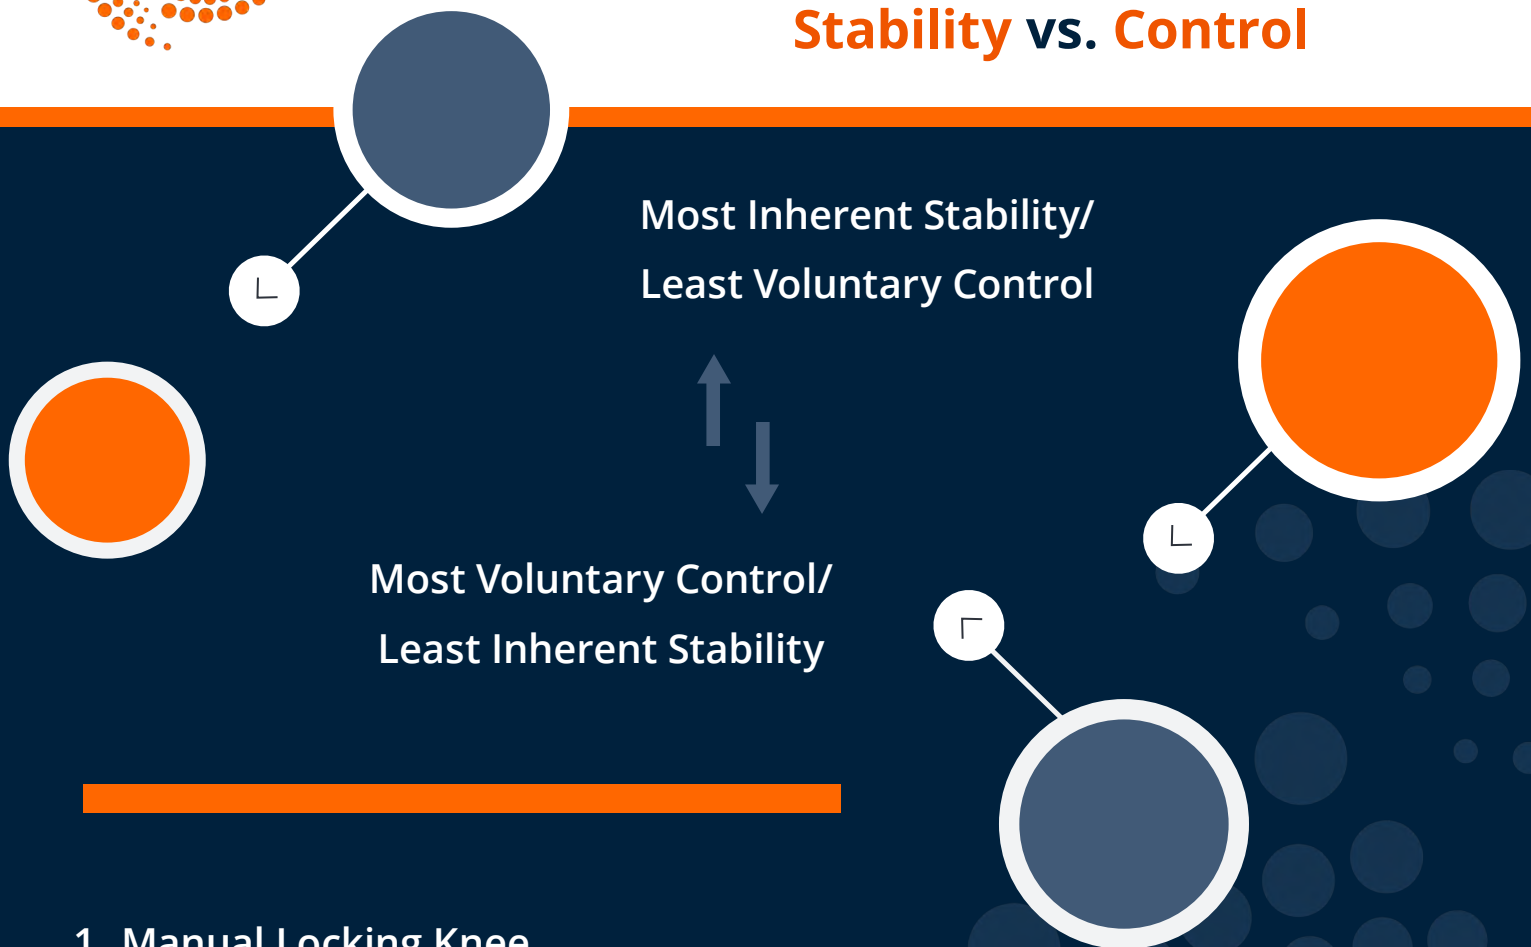 Stability vs. Control
Most Inherent Stability/
Least Voluntary Control
Most Voluntary Control/
Least Inherent Stability
1. Manual Locking Knee